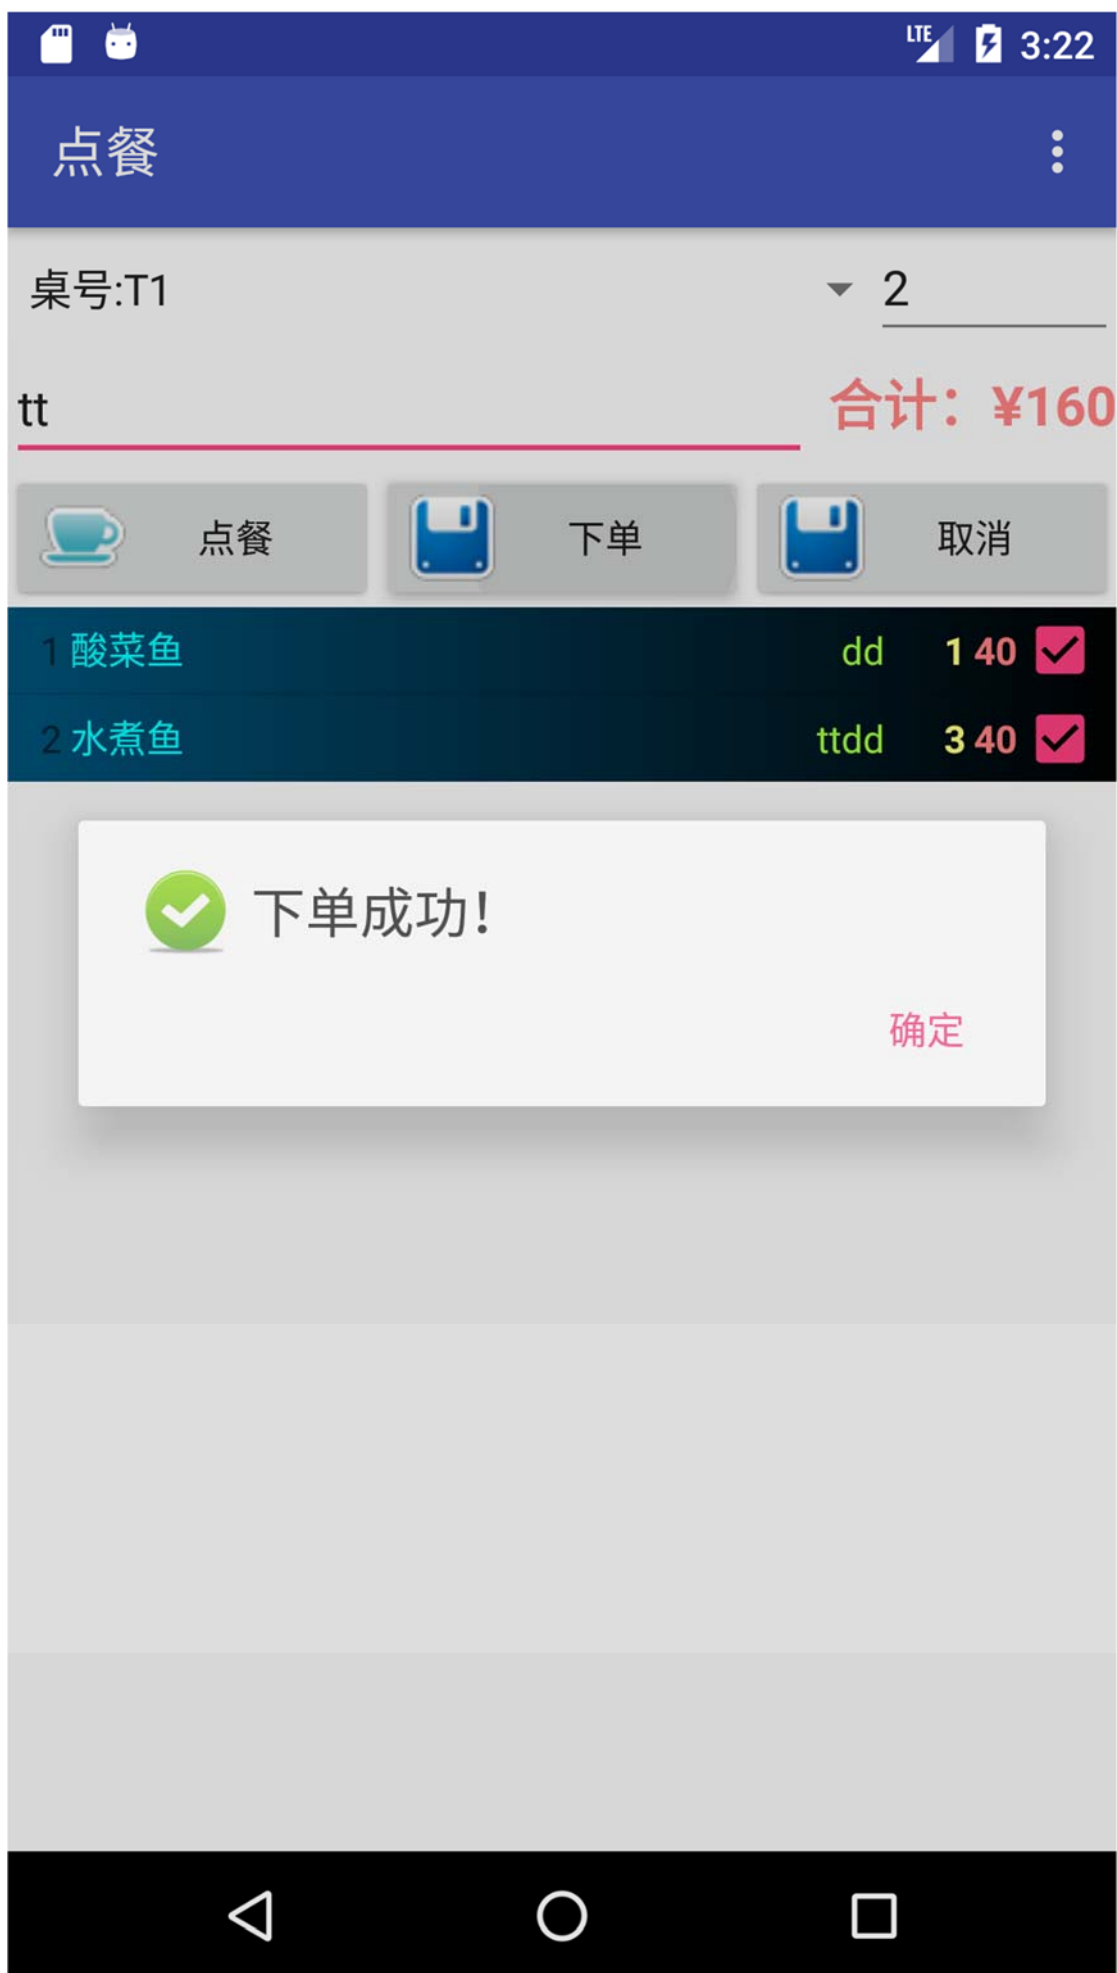 LTE 3:22
点餐
桌号:T1 2
tt 合计：¥160
点餐 下单 取消
1 酸菜鱼 dd 1 40
2 水煮鱼 ttdd 3 40
下单成功！
确定